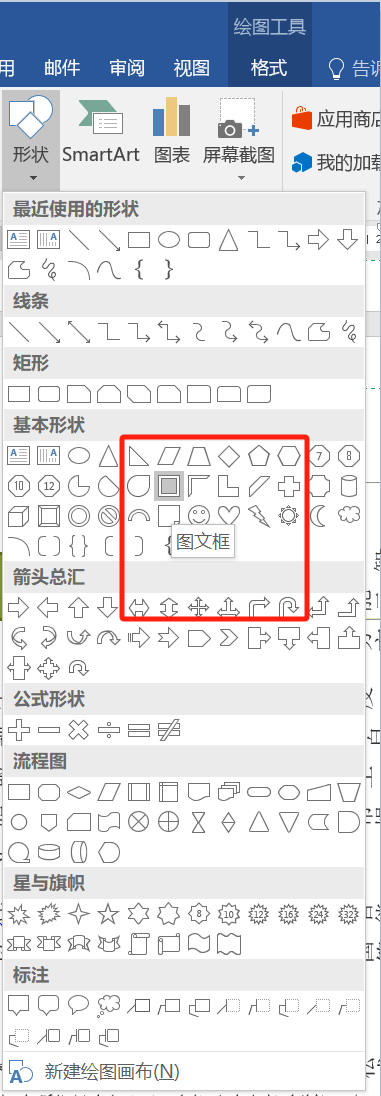 绘图工具
用 邮件 审阅 视图 格式 告诉
形状 SmartArt 图表 屏幕截图 应用商店
我的加载
最近使用的形状
线条
矩形
基本形状
7 8
10 12
图文框
箭头总汇
公式形状
流程图
星与旗帜
8 10 12 16 24 32
标注
新建绘图画布(N)